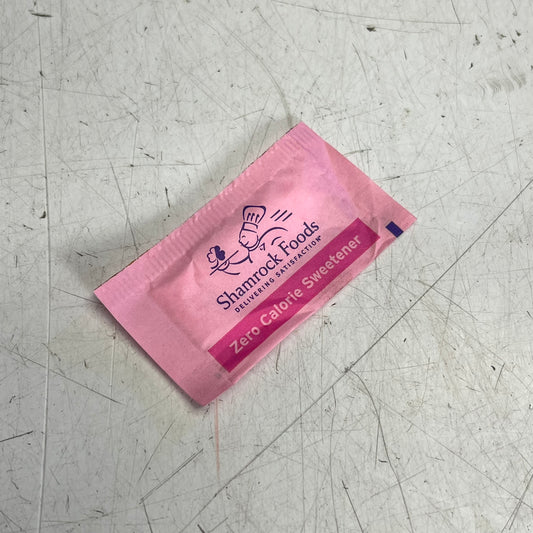 Shamrock Foods
DELIVERING SATISFACTION®
Zero Calorie Sweetener